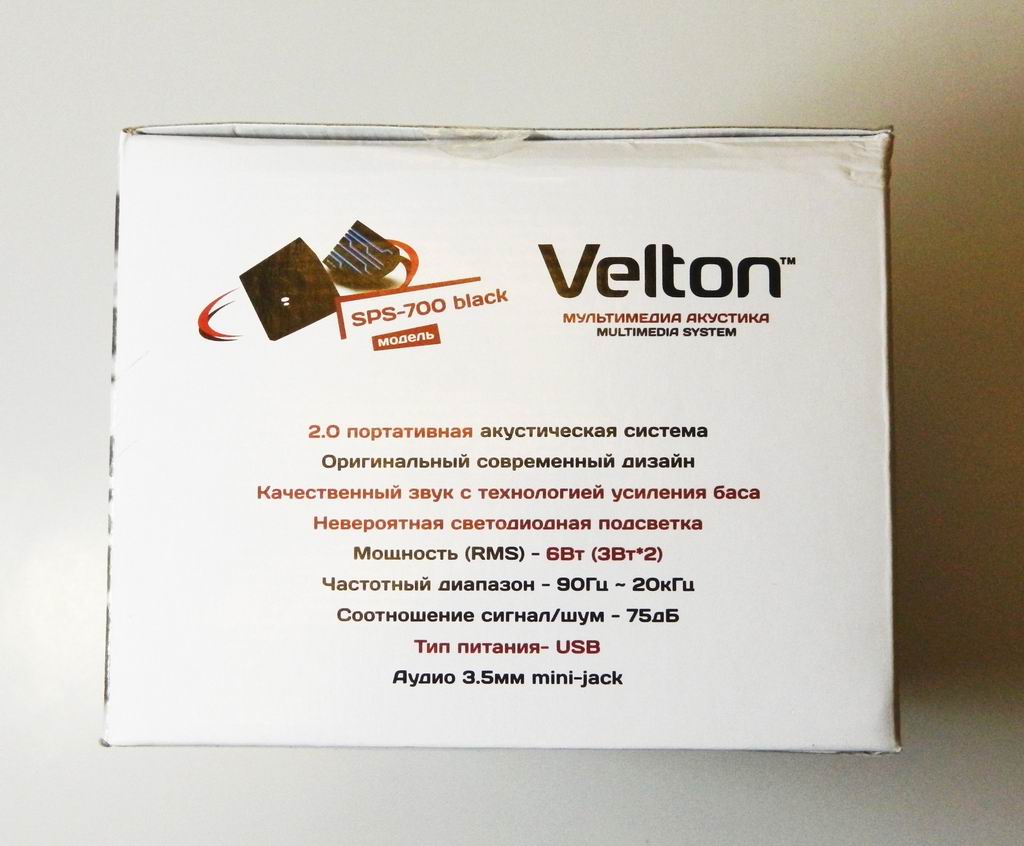 SPS-700 black
модель
Velton™
МУЛЬТИМЕДИА АКУСТИКА
MULTIMEDIA SYSTEM
2.0 портативная акустическая система
Оригинальный современный дизайн
Качественный звук с технологией усиления баса
Невероятная светодиодная подсветка
Мощность (RMS) - 6Вт (3Вт*2)
Частотный диапазон - 90Гц ~ 20кГц
Соотношение сигнал/шум - 75дБ
Тип питания- USB
Аудио 3.5мм mini-jack